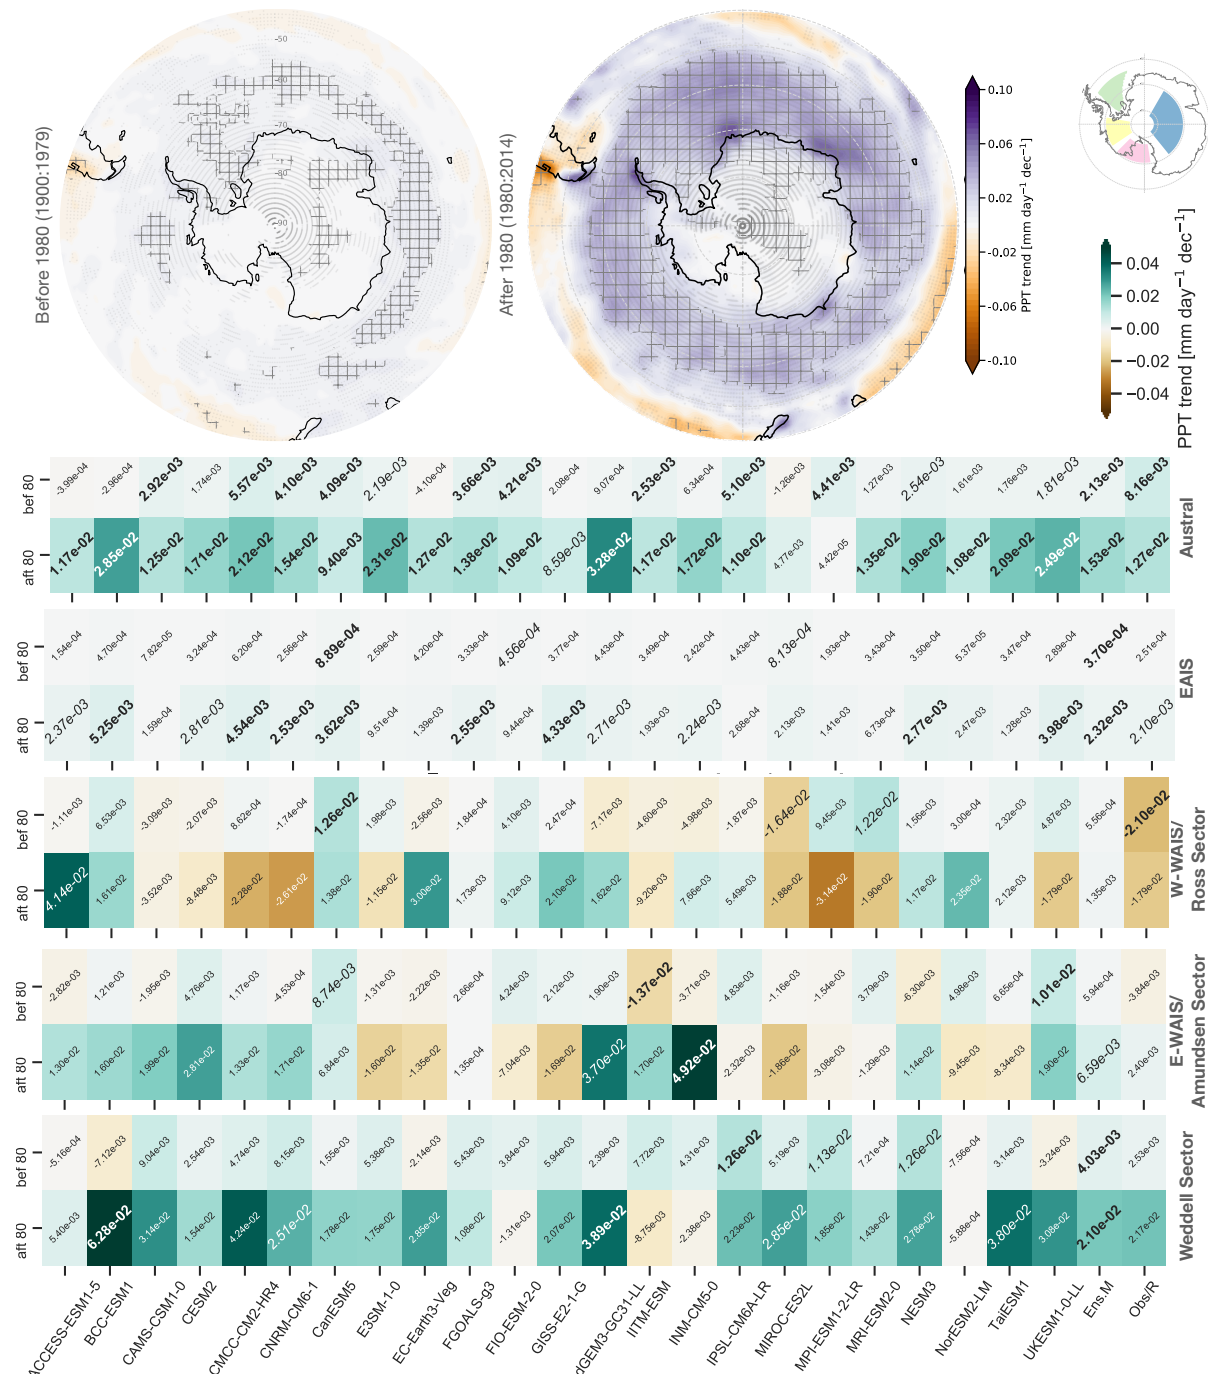 Before 1980 (1900:1979)
-50
-70
-80
-90
After 1980 (1980:2014)
0.10
0.06
0.02
-0.02
-0.06
-0.10
PPT trend [mm day⁻¹ dec⁻¹]
0.04
0.02
0.00
−0.02
−0.04
PPT trend [mm day⁻¹ dec⁻¹]
bef 80 -3.99e-04 -2.96e-04 2.92e-03 1.74e-03 5.57e-03 4.10e-03 4.09e-03 2.19e-03 -4.10e-04 3.66e-03 4.21e-03 2.08e-04 9.07e-04 2.53e-03 6.34e-04 5.10e-03 -1.26e-03 4.41e-03 1.27e-03 2.54e-03 1.61e-03 1.76e-03 1.81e-03 2.13e-03 8.16e-03
aft 80 1.17e-02 2.85e-02 1.25e-02 1.71e-02 2.12e-02 1.54e-02 9.40e-03 2.31e-02 1.27e-02 1.38e-02 1.09e-02 8.59e-03 3.28e-02 1.17e-02 1.72e-02 1.10e-02 4.77e-03 4.42e-05 1.35e-02 1.90e-02 1.08e-02 2.09e-02 2.49e-02 1.53e-02 1.27e-02
Austral
bef 80 1.54e-04 4.70e-04 7.82e-05 3.24e-04 6.20e-04 2.56e-04 8.89e-04 2.59e-04 4.20e-04 3.33e-04 4.56e-04 3.77e-04 4.43e-04 3.49e-04 2.42e-04 4.43e-04 8.13e-04 1.93e-04 3.43e-04 3.50e-04 5.37e-05 3.47e-04 2.89e-04 3.70e-04 2.51e-04
aft 80 2.37e-03 5.25e-03 1.59e-04 2.81e-03 4.54e-03 2.53e-03 3.62e-03 9.51e-04 1.39e-03 2.55e-03 9.44e-04 4.33e-03 2.71e-03 1.93e-03 2.24e-03 2.68e-04 2.13e-03 1.41e-03 6.73e-04 2.77e-03 2.47e-03 1.28e-03 3.98e-03 2.32e-03 2.10e-03
EAIS
bef 80 -1.11e-03 6.53e-03 -3.09e-03 -2.07e-03 8.62e-04 -1.74e-04 1.26e-02 1.98e-03 -2.56e-03 -1.84e-04 4.10e-03 2.47e-04 -7.17e-03 -4.60e-03 -4.98e-03 -1.87e-03 -1.64e-02 9.45e-03 1.22e-02 1.56e-03 3.00e-04 2.32e-03 4.87e-03 5.56e-04 -2.10e-02
aft 80 4.14e-02 1.61e-02 -3.52e-03 -8.48e-03 -2.28e-02 -2.61e-02 1.38e-02 -1.15e-02 3.00e-02 1.73e-03 9.12e-03 2.10e-02 1.62e-02 -9.20e-03 7.66e-03 5.49e-03 -1.88e-02 -3.14e-02 -1.90e-02 1.17e-02 2.35e-02 2.12e-03 -1.79e-02 1.35e-03 -1.79e-02
W-WAIS/
Ross Sector
bef 80 -2.82e-03 1.21e-03 -1.95e-03 4.76e-03 1.17e-03 -4.53e-04 8.74e-03 -1.31e-03 -2.22e-03 2.66e-04 4.24e-03 2.12e-03 1.90e-03 -1.37e-02 -3.71e-03 4.83e-03 -1.16e-03 -1.54e-03 3.79e-03 -6.30e-03 4.98e-03 6.65e-04 1.01e-02 5.94e-04 -3.84e-03
aft 80 1.30e-02 1.60e-02 1.99e-02 2.81e-02 1.33e-02 1.71e-02 6.84e-03 -1.60e-02 -1.35e-02 1.35e-04 -7.04e-03 -1.69e-02 3.70e-02 1.70e-02 4.92e-02 -2.32e-03 -1.86e-02 -3.08e-03 -1.29e-03 1.14e-02 -9.45e-03 -8.34e-03 1.90e-02 6.59e-03 2.40e-03
E-WAIS/
Amundsen Sector
bef 80 -5.16e-04 -7.12e-03 9.04e-03 2.54e-03 4.74e-03 8.15e-03 1.55e-03 5.38e-03 -2.14e-03 5.43e-03 3.84e-03 5.94e-03 2.39e-03 7.72e-03 4.31e-03 1.26e-02 5.19e-03 1.13e-02 7.21e-04 1.26e-02 -7.56e-04 3.14e-03 -3.24e-03 4.03e-03 2.53e-03
aft 80 5.40e-03 6.28e-02 3.14e-02 1.54e-02 4.24e-02 2.51e-02 1.78e-02 1.75e-02 2.85e-02 1.08e-02 -1.31e-03 2.07e-02 3.89e-02 -8.75e-03 -2.38e-03 2.23e-02 2.85e-02 1.85e-02 1.43e-02 2.78e-02 -5.88e-04 3.80e-02 3.08e-02 2.10e-02 2.17e-02
Weddell Sector
ACCESS-ESM1-5 BCC-ESM1 CAMS-CSM1-0 CESM2 CMCC-CM2-HR4 CNRM-CM6-1 CanESM5 E3SM-1-0 EC-Earth3-Veg FGOALS-g3 FIO-ESM-2-0 GISS-E2-1-G dGEM3-GC31-LL IITM-ESM INM-CM5-0 IPSL-CM6A-LR MIROC-ES2L MPI-ESM1-2-LR MRI-ESM2-0 NESM3 NorESM2-LM TaiESM1 UKESM1-0-LL Ens.M Obs/R